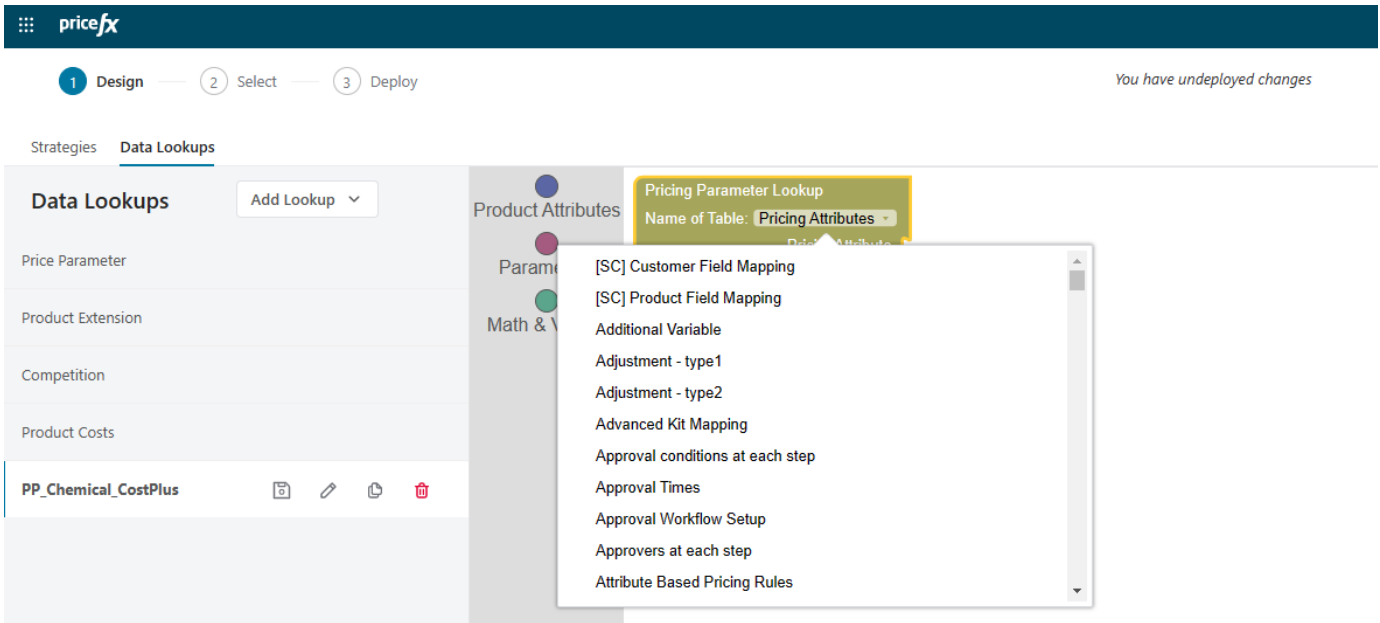 pricefx
1 Design 2 Select 3 Deploy
You have undeployed changes
Strategies Data Lookups
Data Lookups Add Lookup
Price Parameter
Product Extension
Competition
Product Costs
PP_Chemical_CostPlus
Product Attributes
Math &
Pricing Parameter Lookup
Name of Table: Pricing Attributes
[SC] Customer Field Mapping
[SC] Product Field Mapping
Additional Variable
Adjustment - type1
Adjustment - type2
Advanced Kit Mapping
Approval conditions at each step
Approval Times
Approval Workflow Setup
Approvers at each step
Attribute Based Pricing Rules